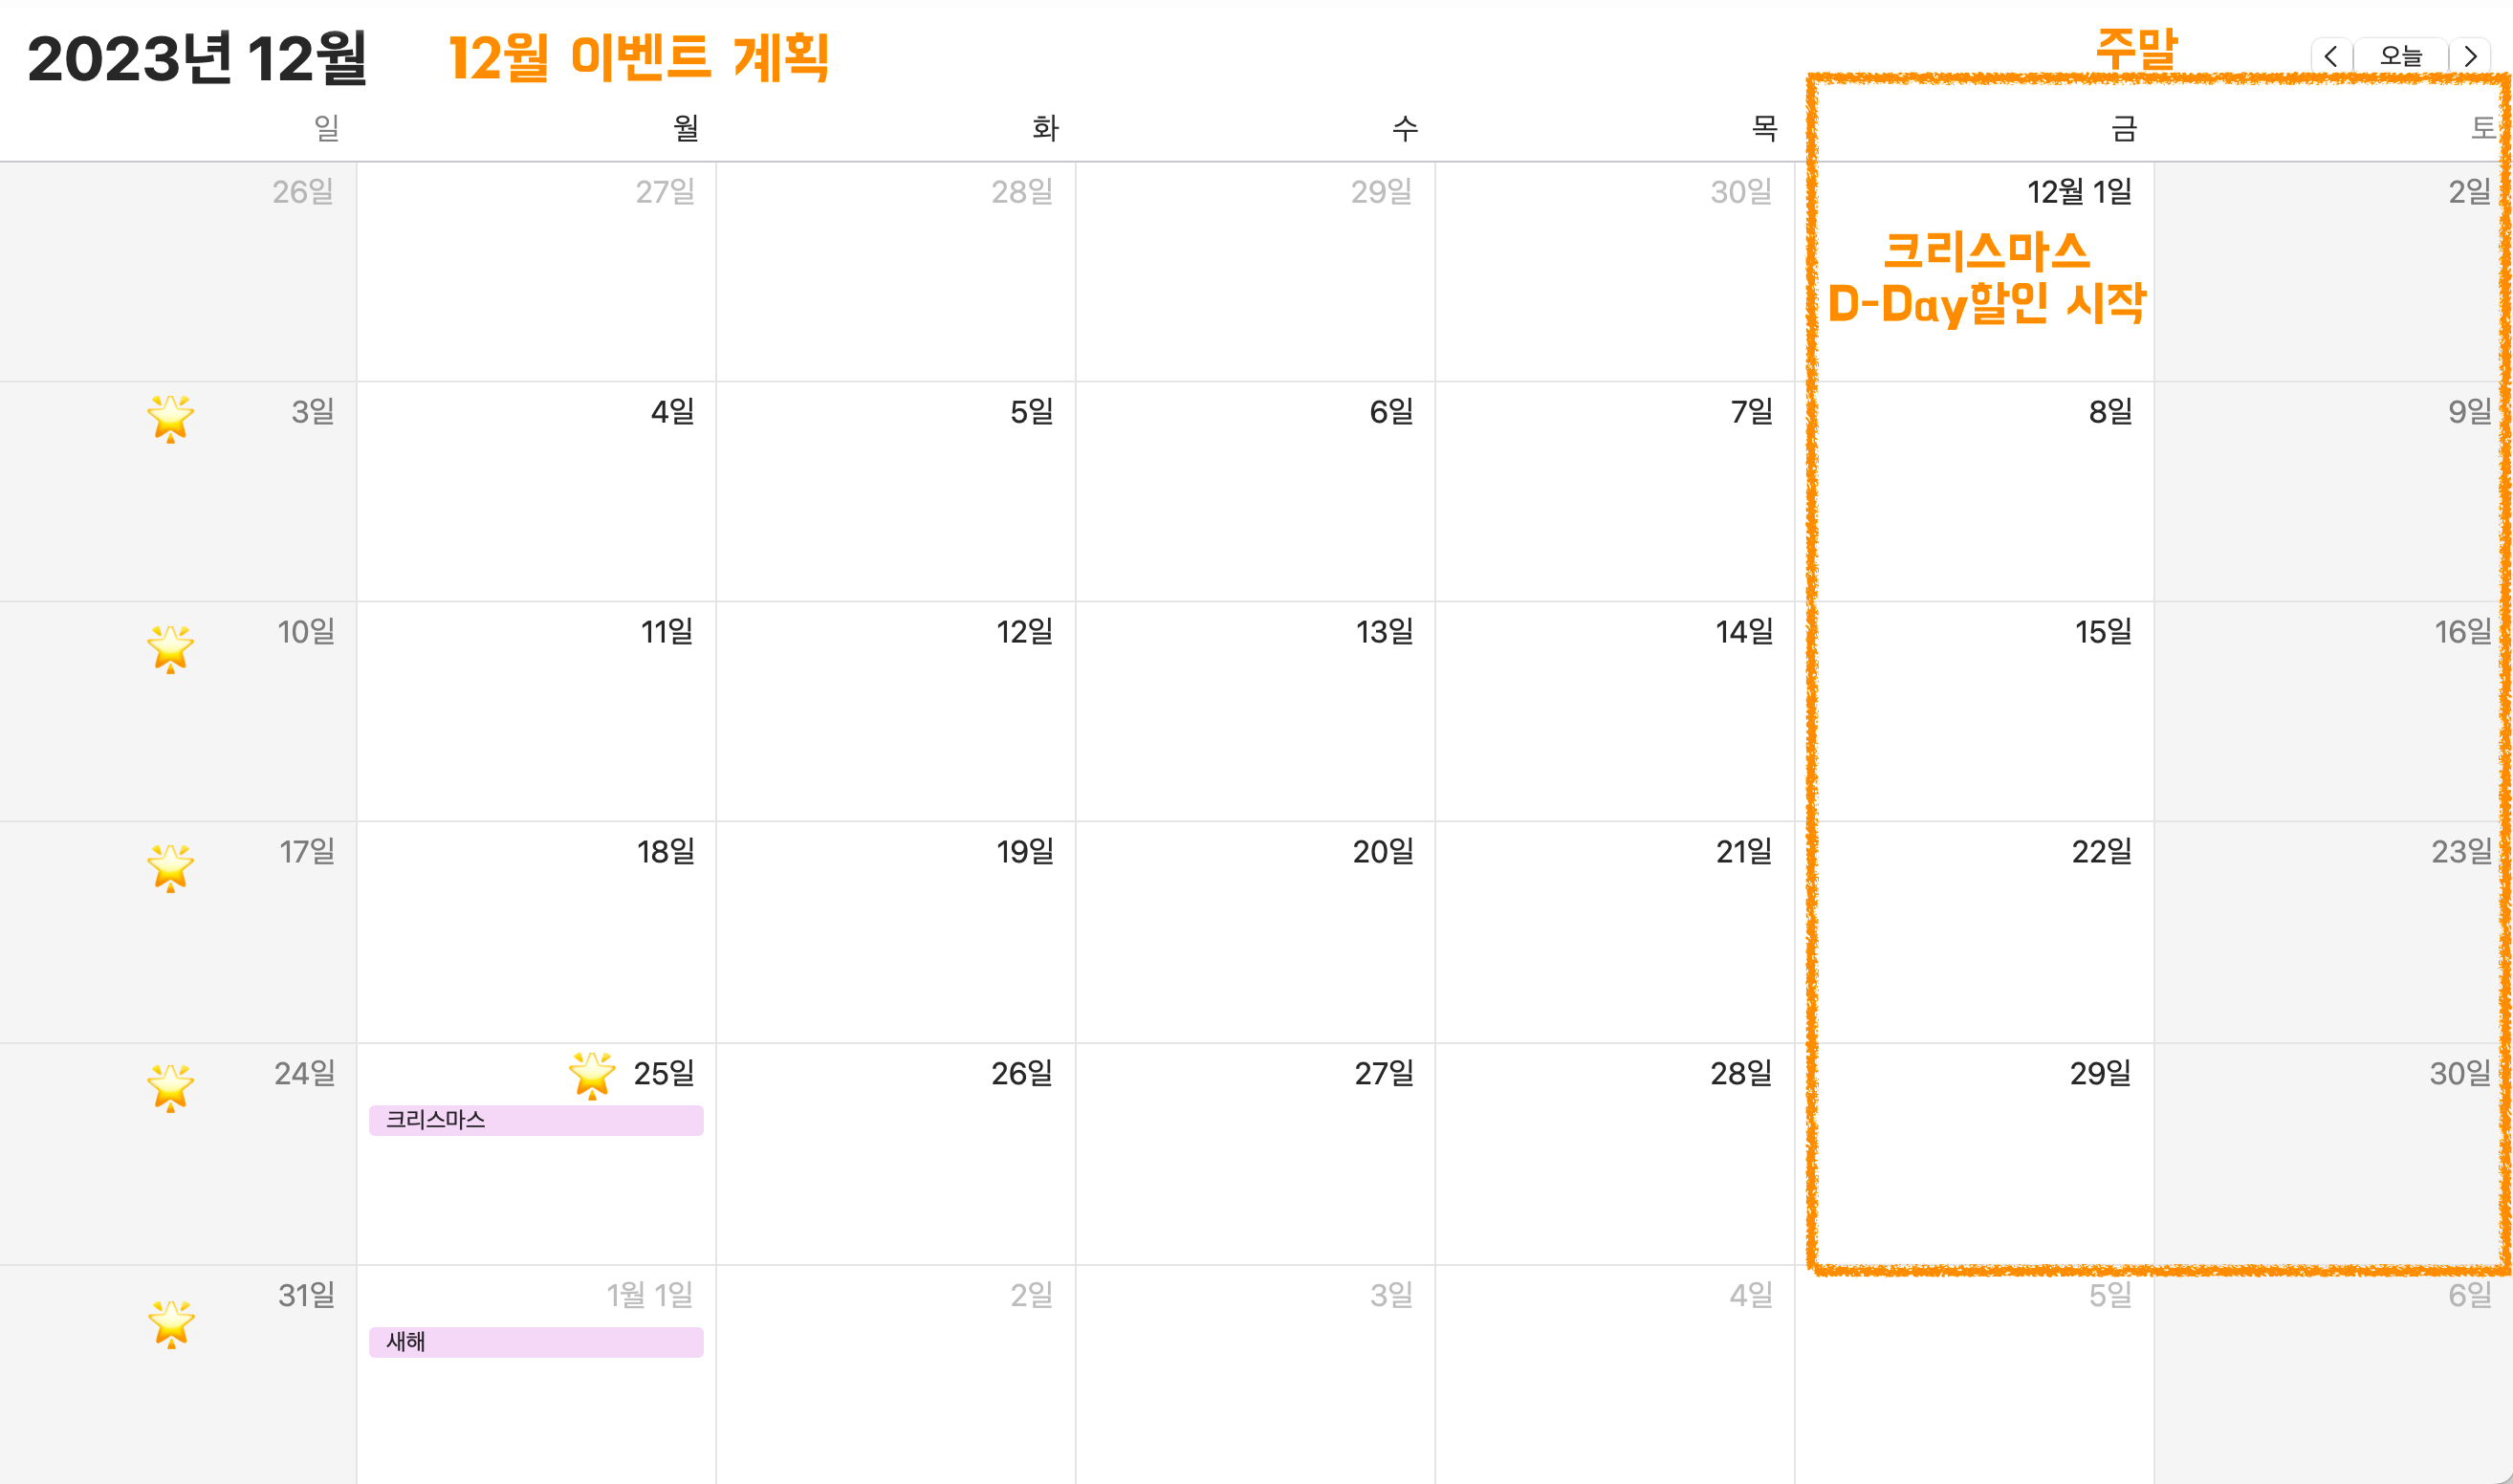 2023년 12월 12월 이벤트 계획 주말 오늘
일 월 화 수 목 금 토
26일 27일 28일 29일 30일 12월 1일 2일
크리스마스
D-Day할인 시작
3일 4일 5일 6일 7일 8일 9일
10일 11일 12일 13일 14일 15일 16일
17일 18일 19일 20일 21일 22일 23일
24일 25일 26일 27일 28일 29일 30일
크리스마스
31일 1월 1일 2일 3일 4일 5일 6일
새해